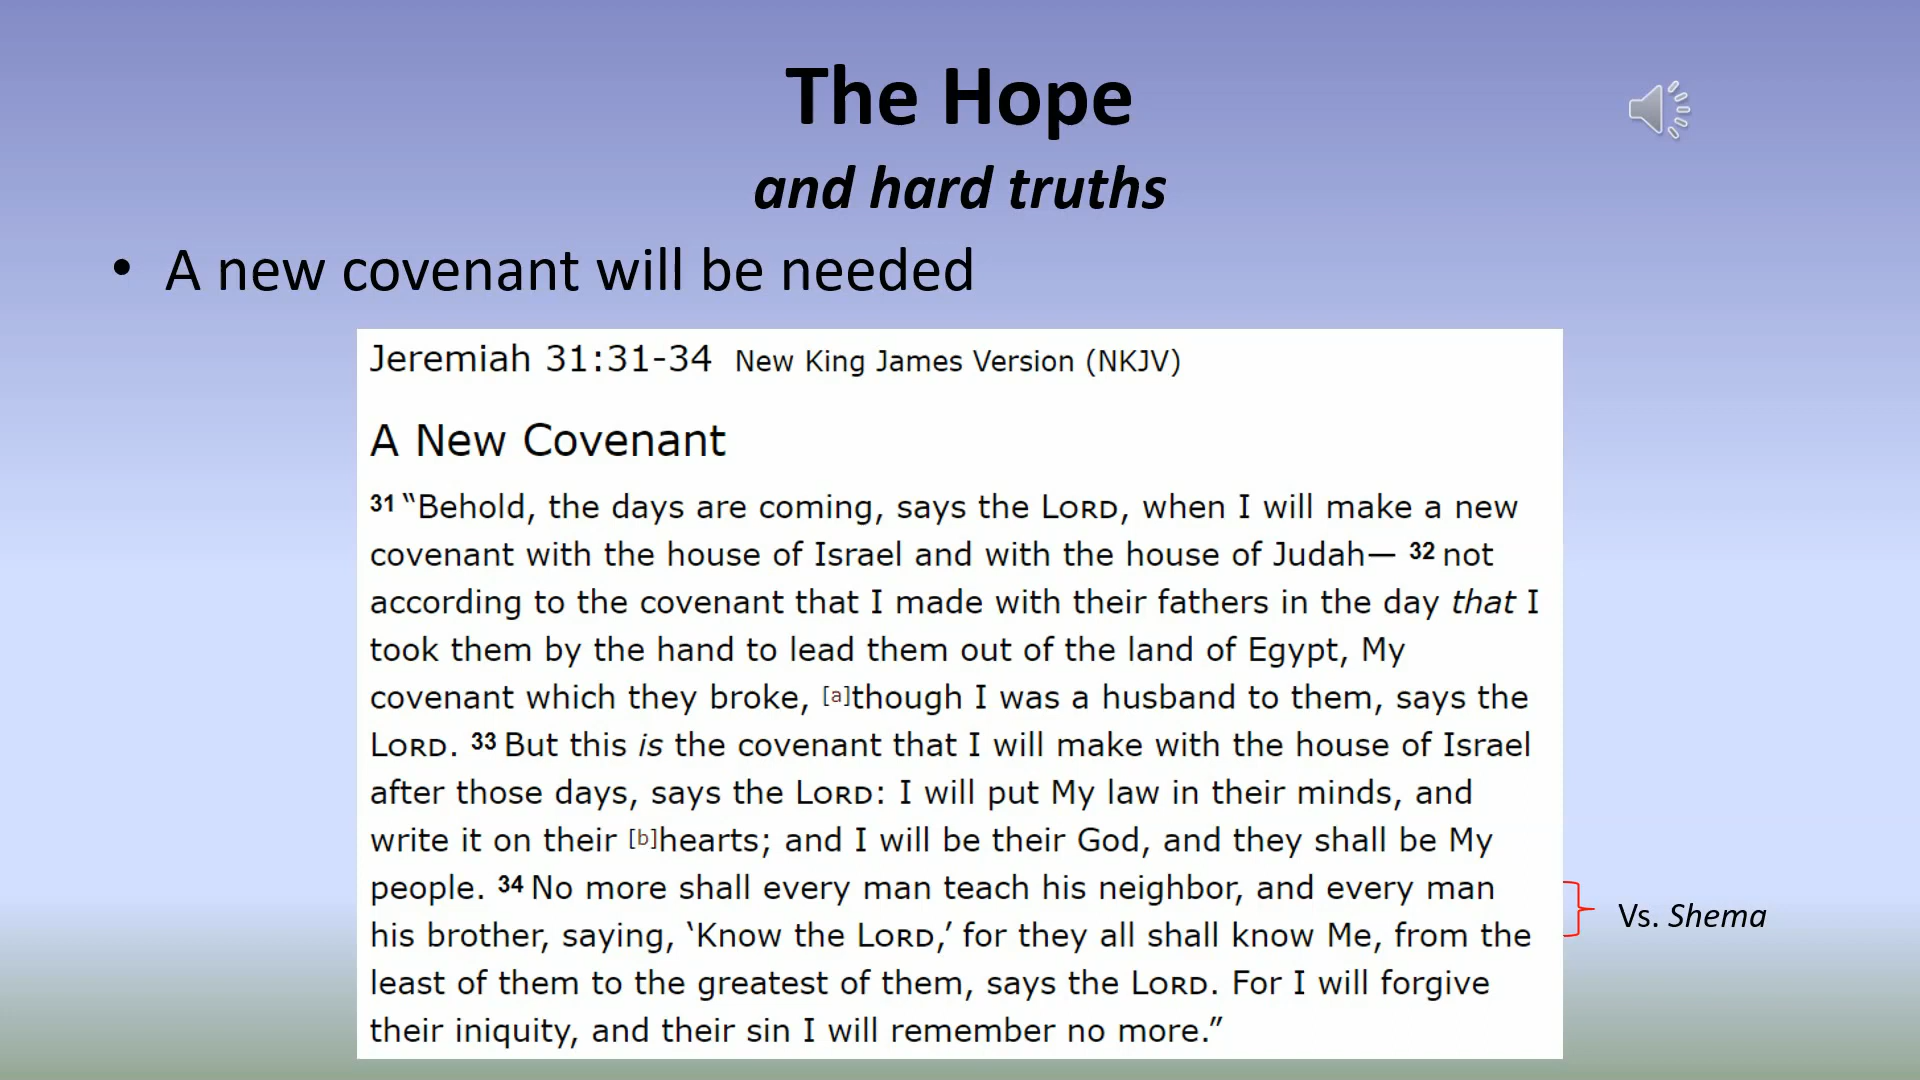 The Hope
and hard truths
• A new covenant will be needed
Jeremiah 31:31-34 New King James Version (NKJV)
A New Covenant
31 “Behold, the days are coming, says the LORD, when I will make a new
covenant with the house of Israel and with the house of Judah— 32 not
according to the covenant that I made with their fathers in the day that I
took them by the hand to lead them out of the land of Egypt, My
covenant which they broke, [a]though I was a husband to them, says the
LORD. 33 But this is the covenant that I will make with the house of Israel
after those days, says the LORD: I will put My law in their minds, and
write it on their [b]hearts; and I will be their God, and they shall be My
people. 34 No more shall every man teach his neighbor, and every man
his brother, saying, ‘Know the LORD,’ for they all shall know Me, from the
least of them to the greatest of them, says the LORD. For I will forgive
their iniquity, and their sin I will remember no more.”
Vs. Shema